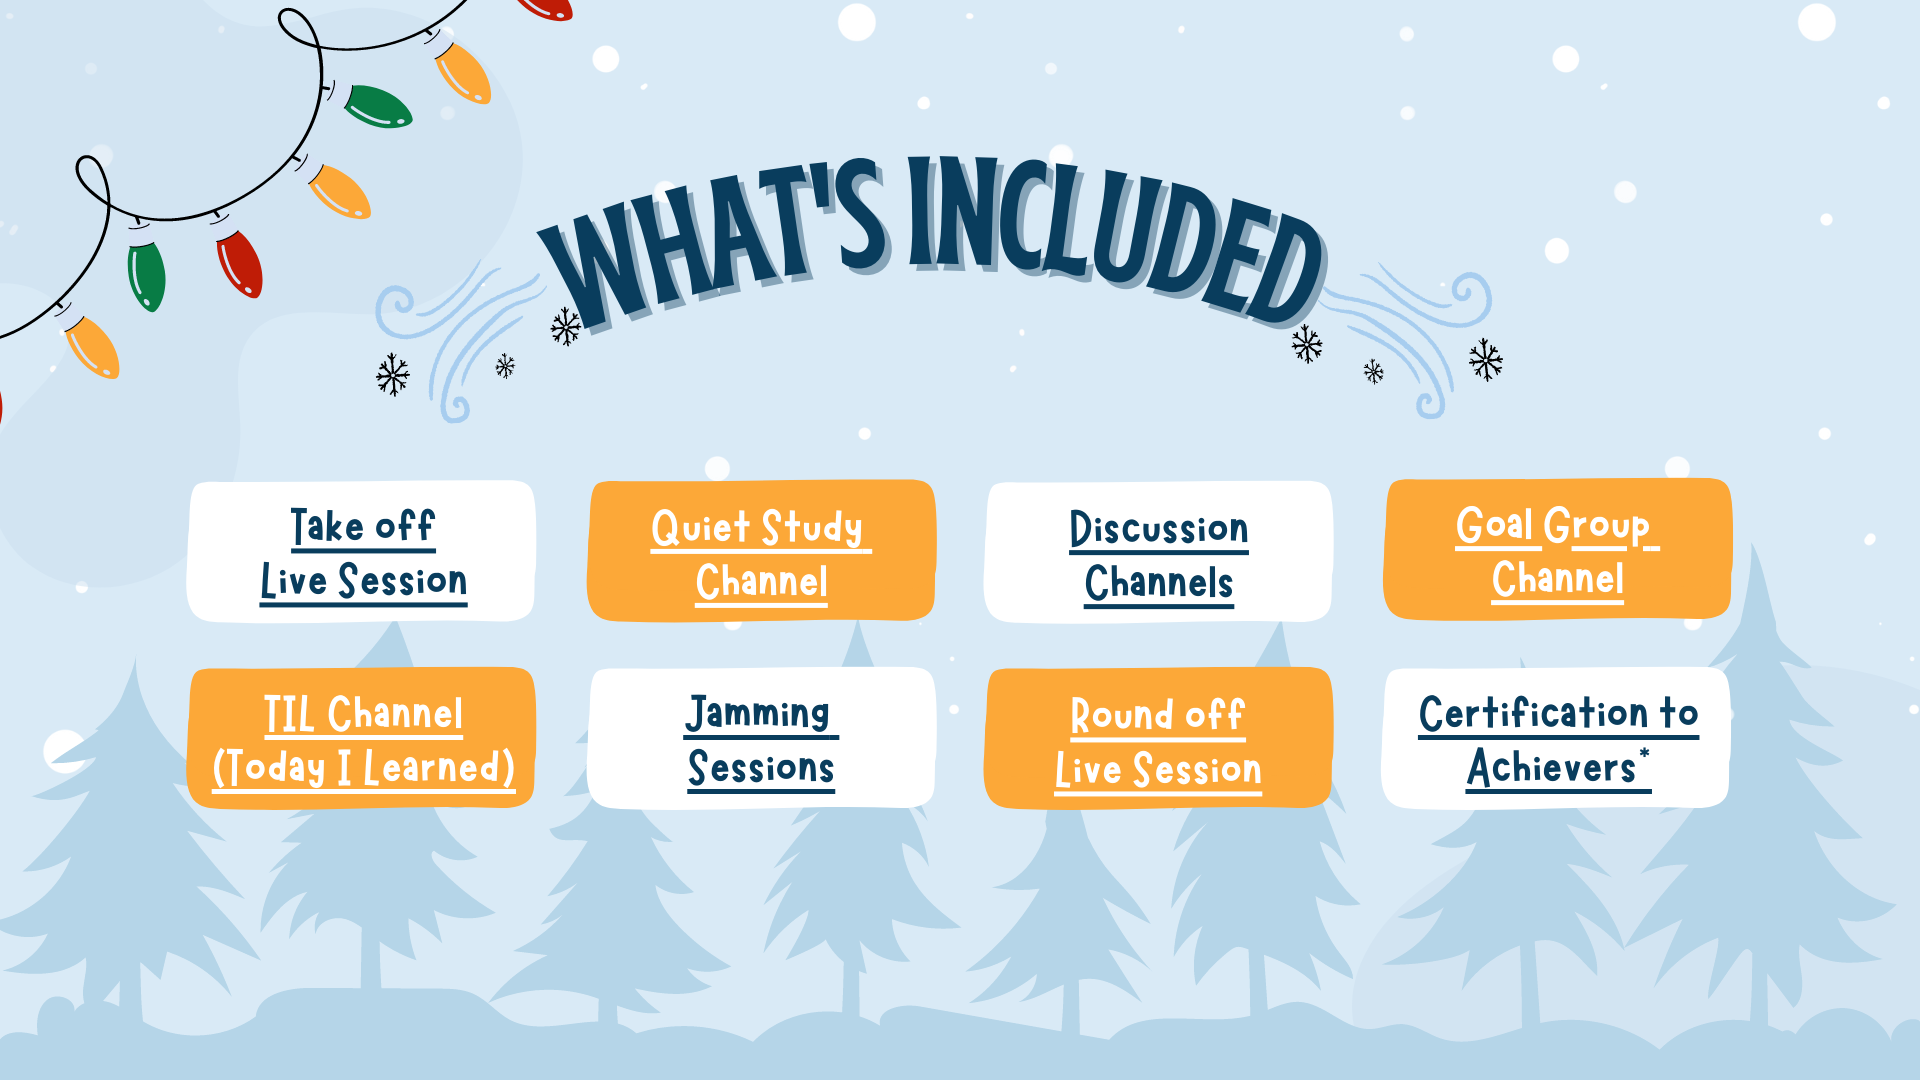 WHAT'S INCLUDED
Take off
Live Session
Quiet Study
Channel
Discussion
Channels
Goal Group
Channel
TIL Channel
(Today I Learned)
Jamming
Sessions
Round off
Live Session
Certification to
Achievers*